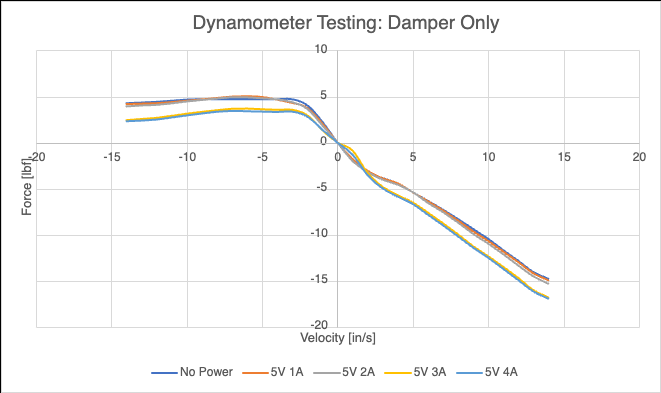 Dynamometer Testing: Damper Only
10
5
0
-20 -15 -10 -5 0 5 10 15 20
-5
-10
-15
-20
Force [lbf]
Velocity [in/s]
No Power 5V 1A 5V 2A 5V 3A 5V 4A